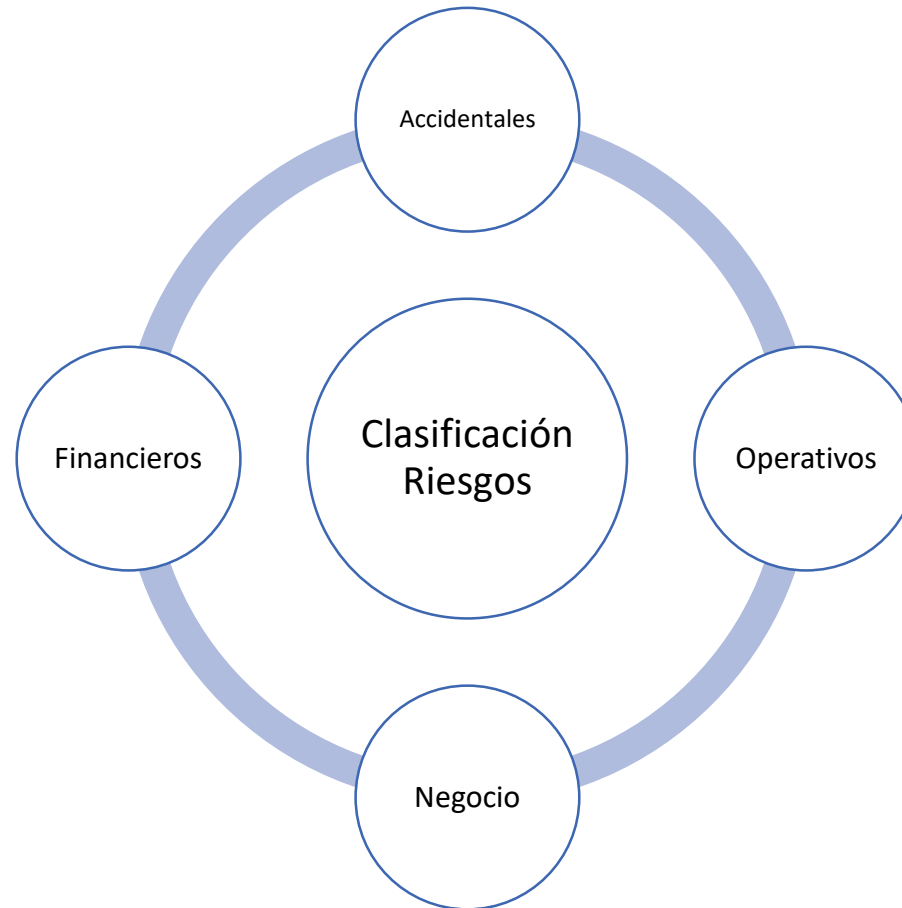 Accidentales
Financieros
Clasificación
Riesgos
Operativos
Negocio